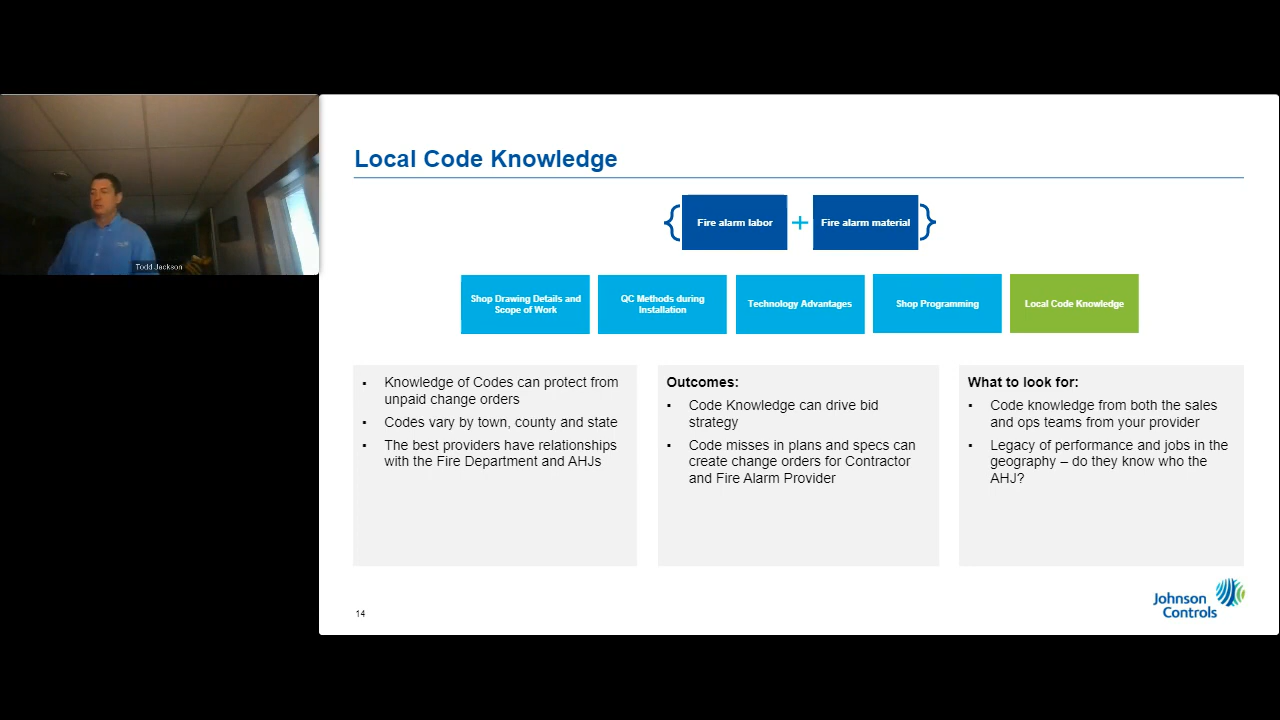 Local Code Knowledge
Fire alarm labor
+
Fire alarm material
Shop Drawing Details and
Scope of Work
QC Methods during
Installation
Technology Advantages
Shop Programming
Local Code Knowledge
▪ Knowledge of Codes can protect from
unpaid change orders
▪ Codes vary by town, county and state
▪ The best providers have relationships
with the Fire Department and AHJs
Outcomes:
▪ Code Knowledge can drive bid
strategy
▪ Code misses in plans and specs can
create change orders for Contractor
and Fire Alarm Provider
What to look for:
▪ Code knowledge from both the sales
and ops teams from your provider
▪ Legacy of performance and jobs in the
geography – do they know who the
AHJ?
Todd Jackson
14
Johnson
Controls